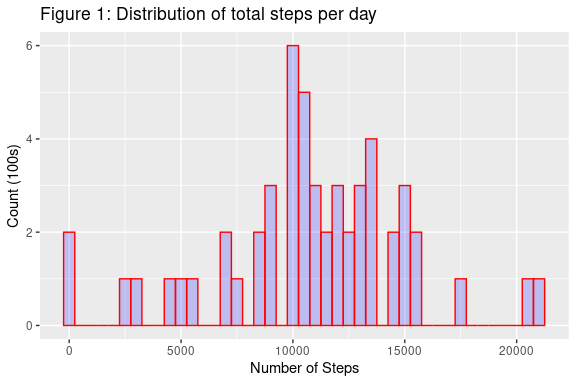 Figure 1: Distribution of total steps per day
6
4
2
0
Count (100s)
0 5000 10000 15000 20000
Number of Steps